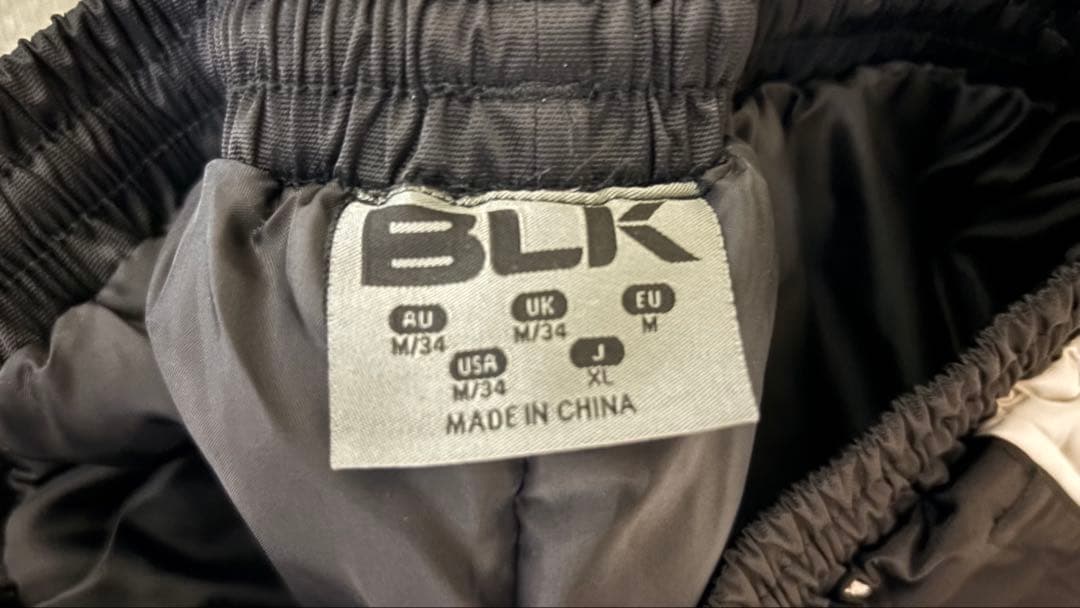 BLK
AU UK EU
M/34 M/34 M
USA J
M/34 XL
MADE IN CHINA